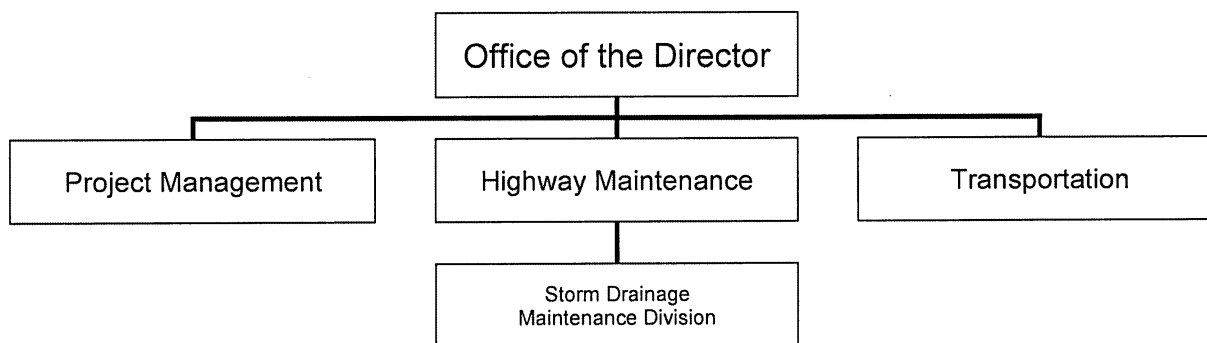 Office of the Director
Project Management
Highway Maintenance
Transportation
Storm Drainage
Maintenance Division